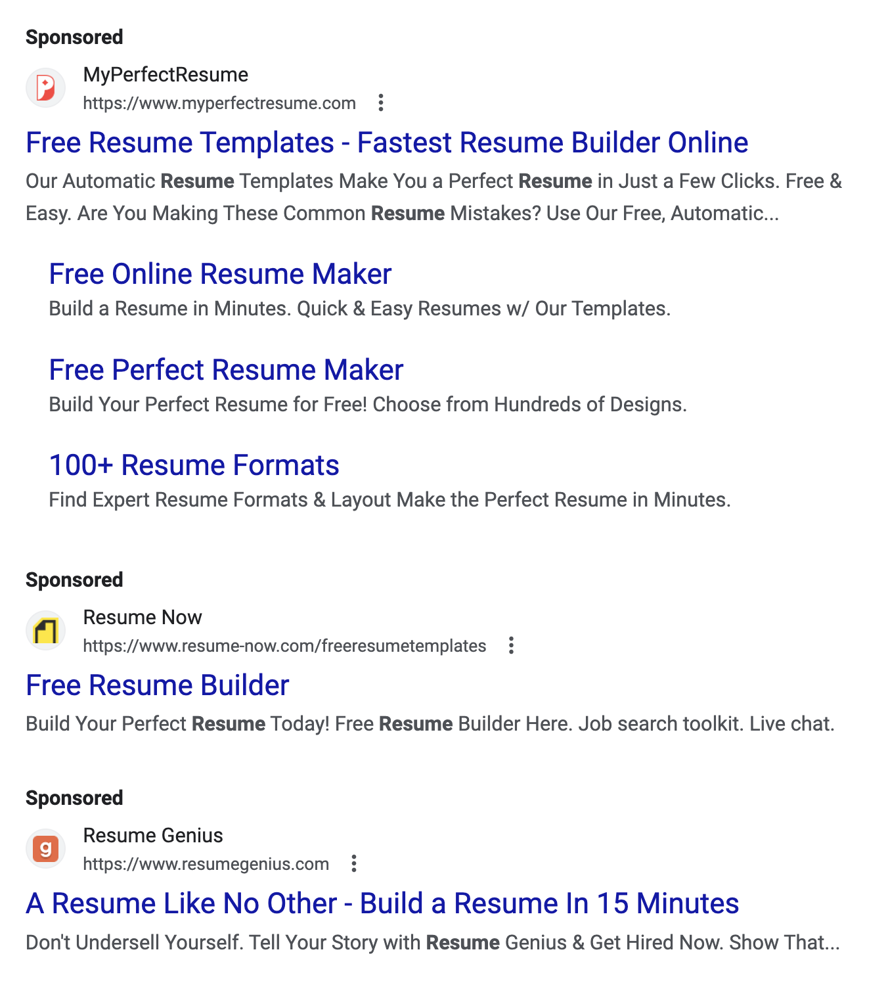 Sponsored
MyPerfectResume
https://www.myperfectresume.com
Free Resume Templates - Fastest Resume Builder Online
Our Automatic Resume Templates Make You a Perfect Resume in Just a Few Clicks. Free &
Easy. Are You Making These Common Resume Mistakes? Use Our Free, Automatic...
Free Online Resume Maker
Build a Resume in Minutes. Quick & Easy Resumes w/ Our Templates.
Free Perfect Resume Maker
Build Your Perfect Resume for Free! Choose from Hundreds of Designs.
100+ Resume Formats
Find Expert Resume Formats & Layout Make the Perfect Resume in Minutes.
Sponsored
Resume Now
https://www.resume-now.com/freeresumetemplates
Free Resume Builder
Build Your Perfect Resume Today! Free Resume Builder Here. Job search toolkit. Live chat.
Sponsored
g
Resume Genius
https://www.resumegenius.com
A Resume Like No Other - Build a Resume In 15 Minutes
Don't Undersell Yourself. Tell Your Story with Resume Genius & Get Hired Now. Show That...